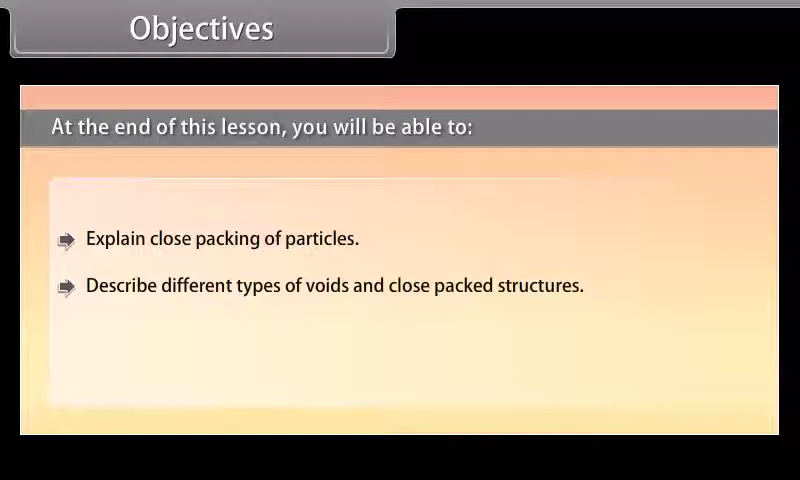 Objectives
At the end of this lesson, you will be able to:
Explain close packing of particles.
Describe different types of voids and close packed structures.